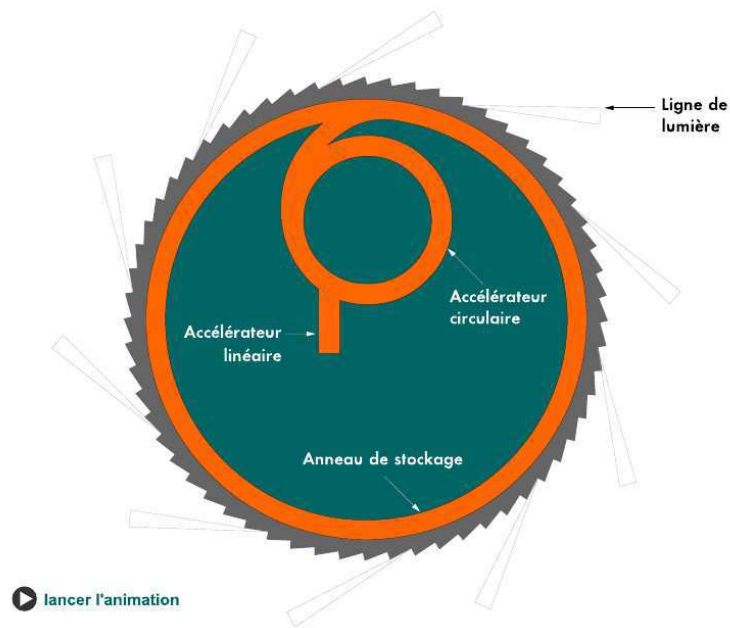 Ligne de
lumière
Accélérateur
circulaire
Accélérateur
linéaire
Anneau de stockage
lancer l'animation